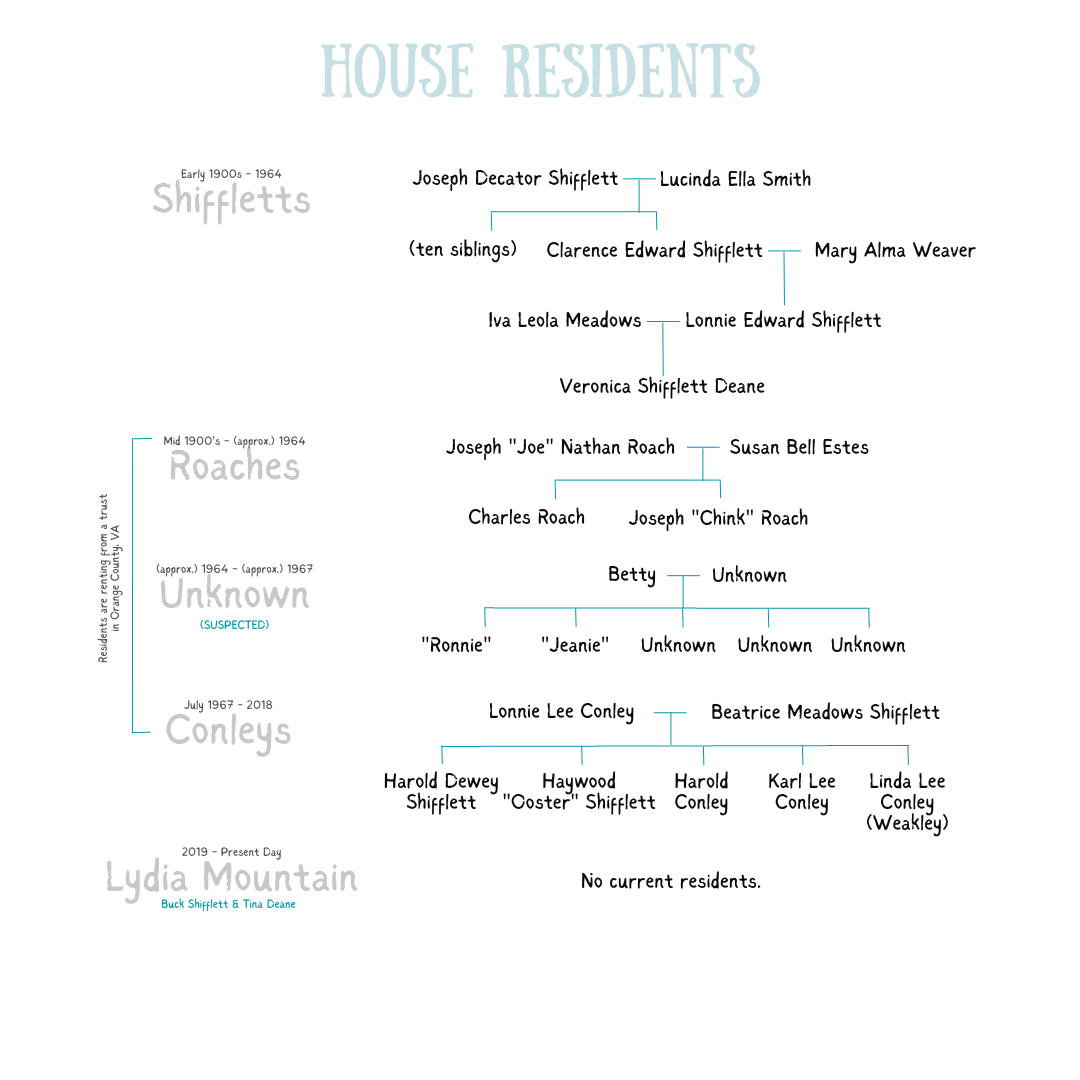 HOUSE RESIDENTS
Early 1900s - 1964
Shiffletts
Joseph Decator Shifflett
Lucinda Ella Smith
(ten siblings)
Clarence Edward Shifflett
Mary Alma Weaver
Iva Leola Meadows
Lonnie Edward Shifflett
Veronica Shifflett Deane
Residents are renting from a trust
in Orange County, VA
Mid 1900's - (approx.) 1964
Roaches
Joseph "Joe" Nathan Roach
Susan Bell Estes
Charles Roach
Joseph "Chink" Roach
(approx.) 1964 - (approx.) 1967
Unknown
(SUSPECTED)
Betty
Unknown
"Ronnie"
"Jeanie"
Unknown
Unknown
Unknown
July 1967 - 2018
Conleys
Lonnie Lee Conley
Beatrice Meadows Shifflett
Harold Dewey
Shifflett
Haywood
"Ooster" Shifflett
Harold
Conley
Karl Lee
Conley
Linda Lee
Conley
(Weakley)
2019 - Present Day
Lydia Mountain
Buck Shifflett & Tina Deane
No current residents.